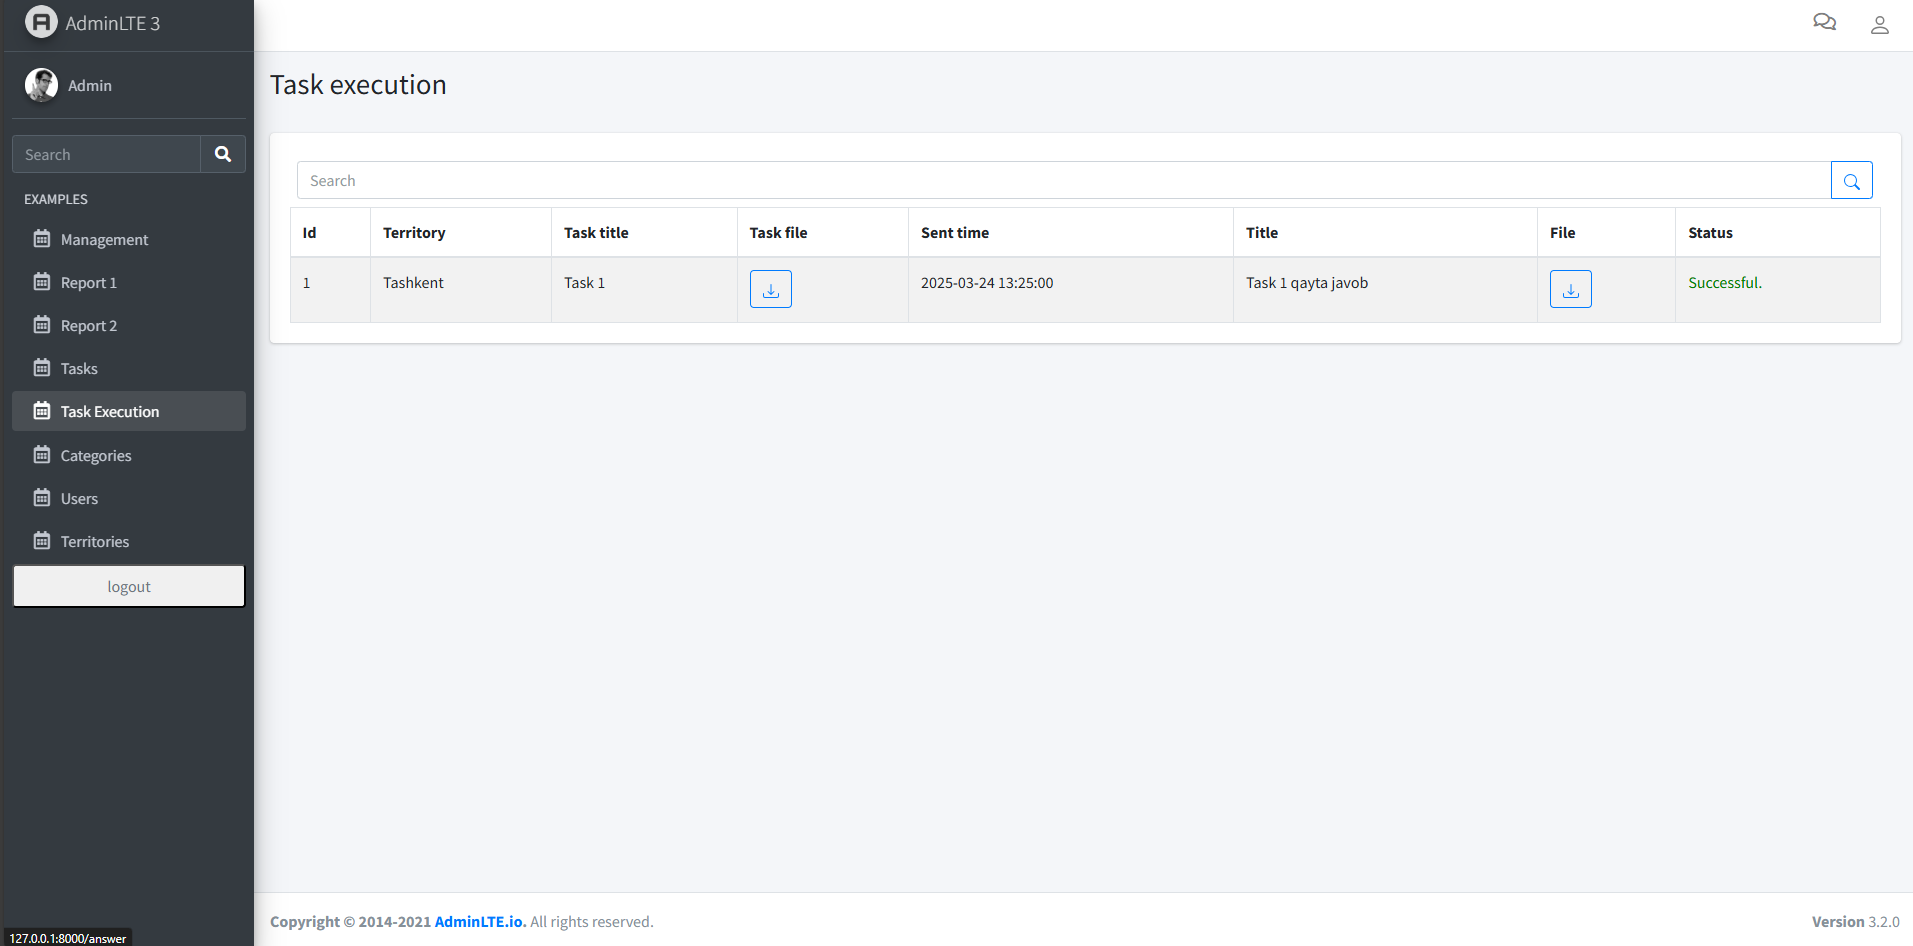 AdminLTE 3
Admin
Search
EXAMPLES
Management
Report 1
Report 2
Tasks
Task Execution
Categories
Users
Territories
logout
127.0.0.1:8000/answer
Task execution
Search
Id Territory Task title Task file Sent time Title File Status
1 Tashkent Task 1 2025-03-24 13:25:00 Task 1 qayta javob Successful.
Copyright © 2014-2021 AdminLTE.io. All rights reserved.
Version 3.2.0